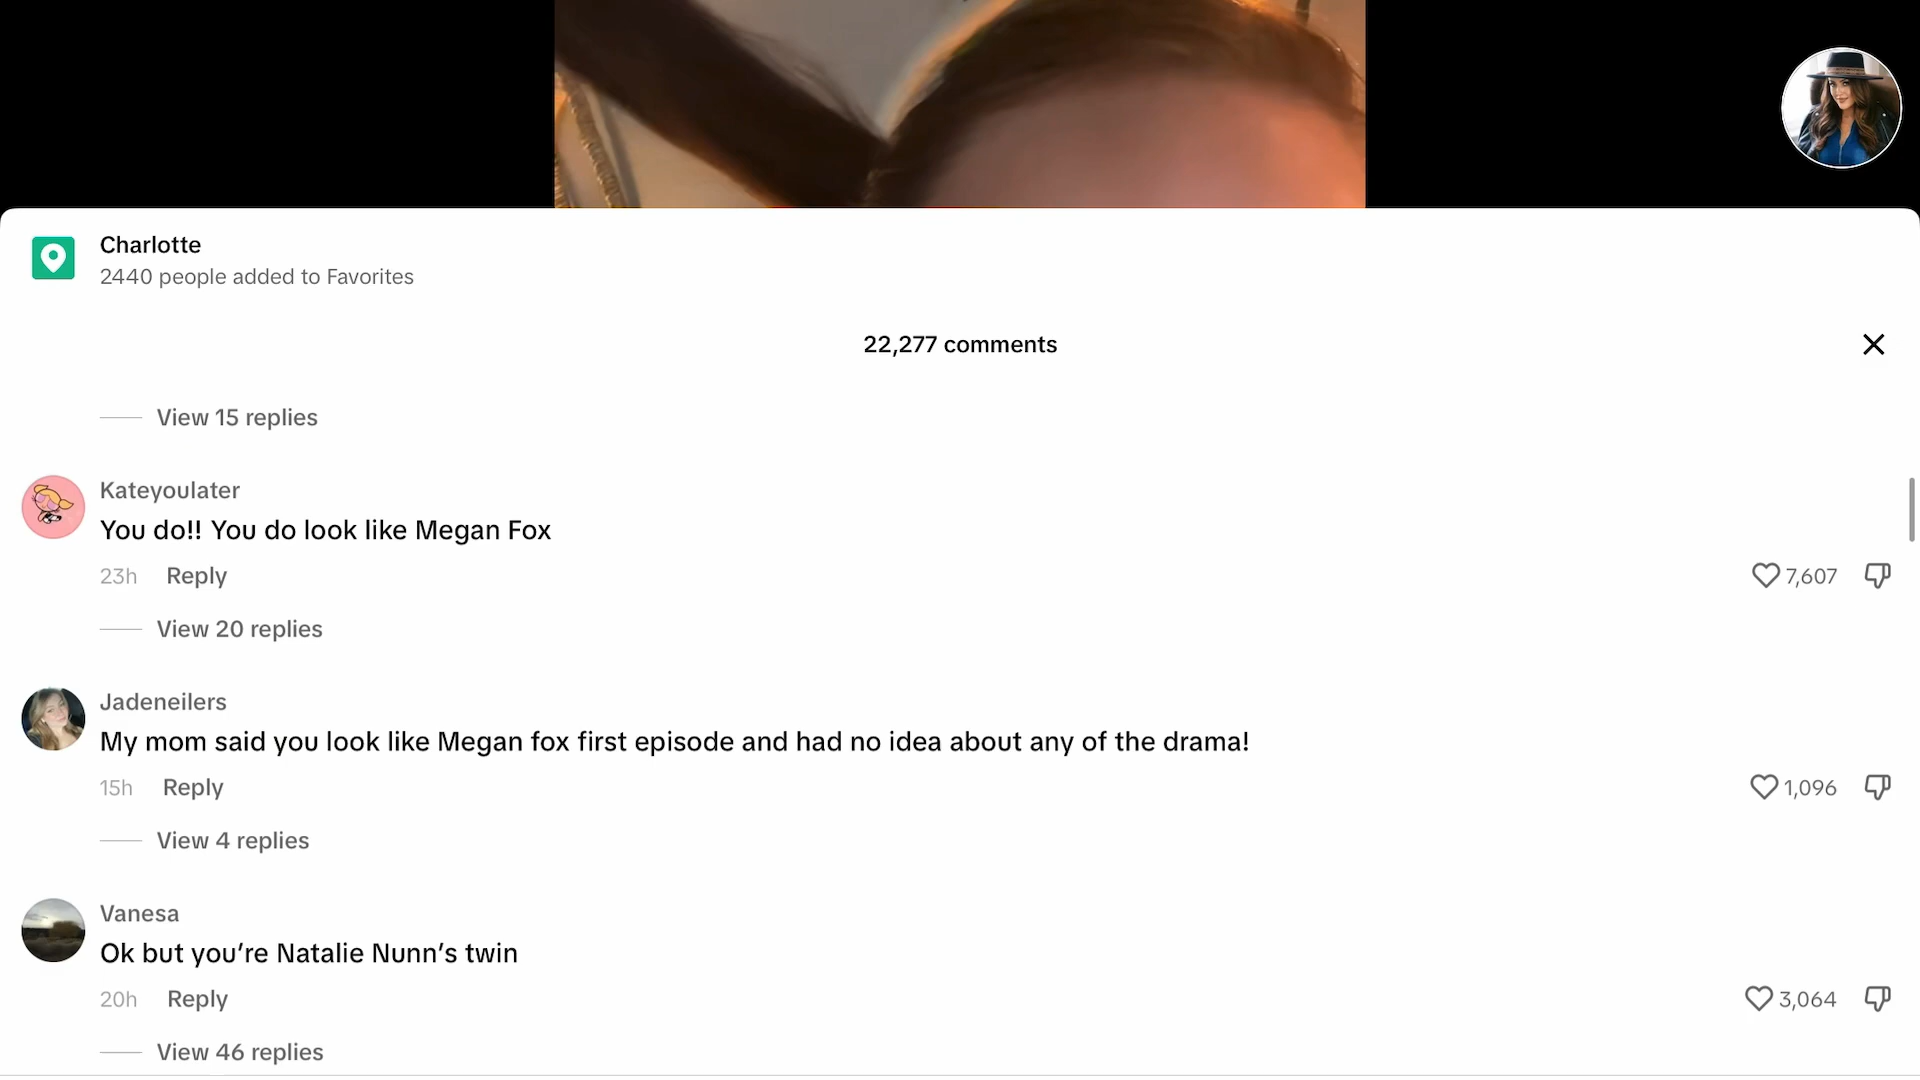 Charlotte
2440 people added to Favorites
22,277 comments
View 15 replies
Kateyoulater
You do!! You do look like Megan Fox
23h Reply 7,607
View 20 replies
Jadeneilers
My mom said you look like Megan fox first episode and had no idea about any of the drama!
15h Reply 1,096
View 4 replies
Vanesa
Ok but you’re Natalie Nunn’s twin
20h Reply 3,064
View 46 replies